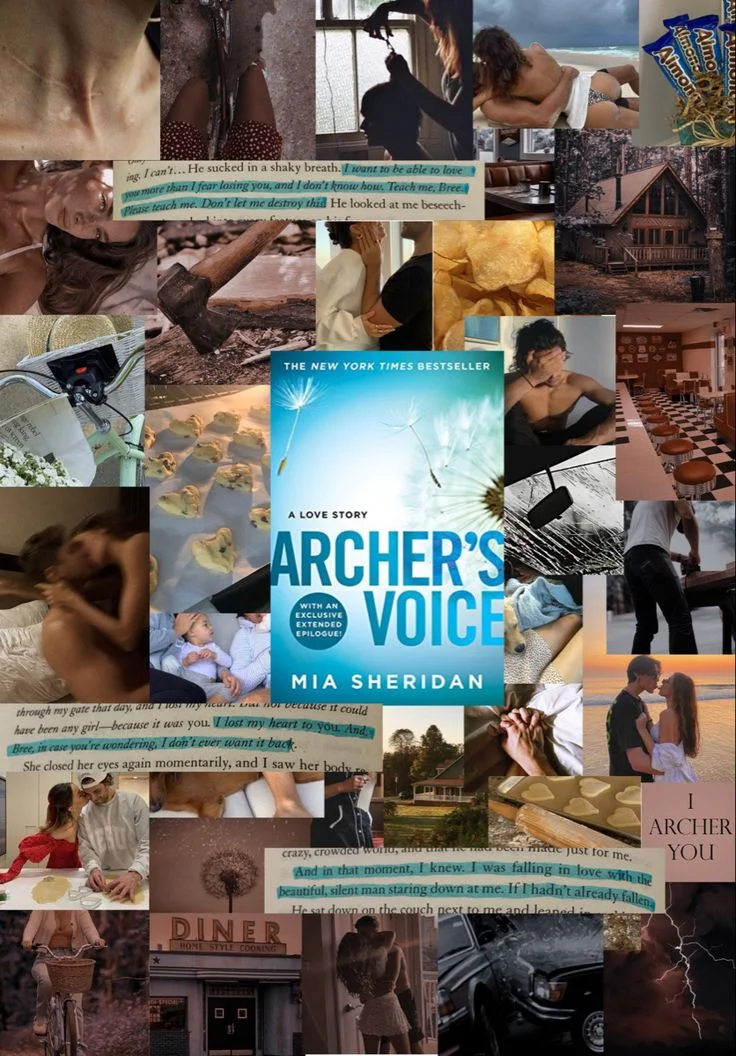 Almon
Almon
Almon
ing. I can't... He sucked in a shaky breath. I want to be able to love
you more than I fear losing you, and I don't know how. Teach me, Bree.
Please teach me. Don't let me destroy this. He looked at me beseech-
THE NEW YORK TIMES BESTSELLER
A LOVE STORY
ARCHER'S
VOICE
WITH AN
EXCLUSIVE
EXTENDED
EPILOGUE!
MIA SHERIDAN
through my gate that day, and I lost my heart. But not because it could
have been any girl—because it was you. I lost my heart to you. And,
Bree, in case you're wondering, I don't ever want it back.
She closed her eyes again momentarily, and I saw her body
I
ARCHER
YOU
crazy, crowded world, and that he had been made just for me.
And in that moment, I knew. I was falling in love with the
beautiful, silent man staring down at me. If I hadn't already fallen.
He sat down on the couch next to me and leaned in
DINER
HOME STYLE COOKING